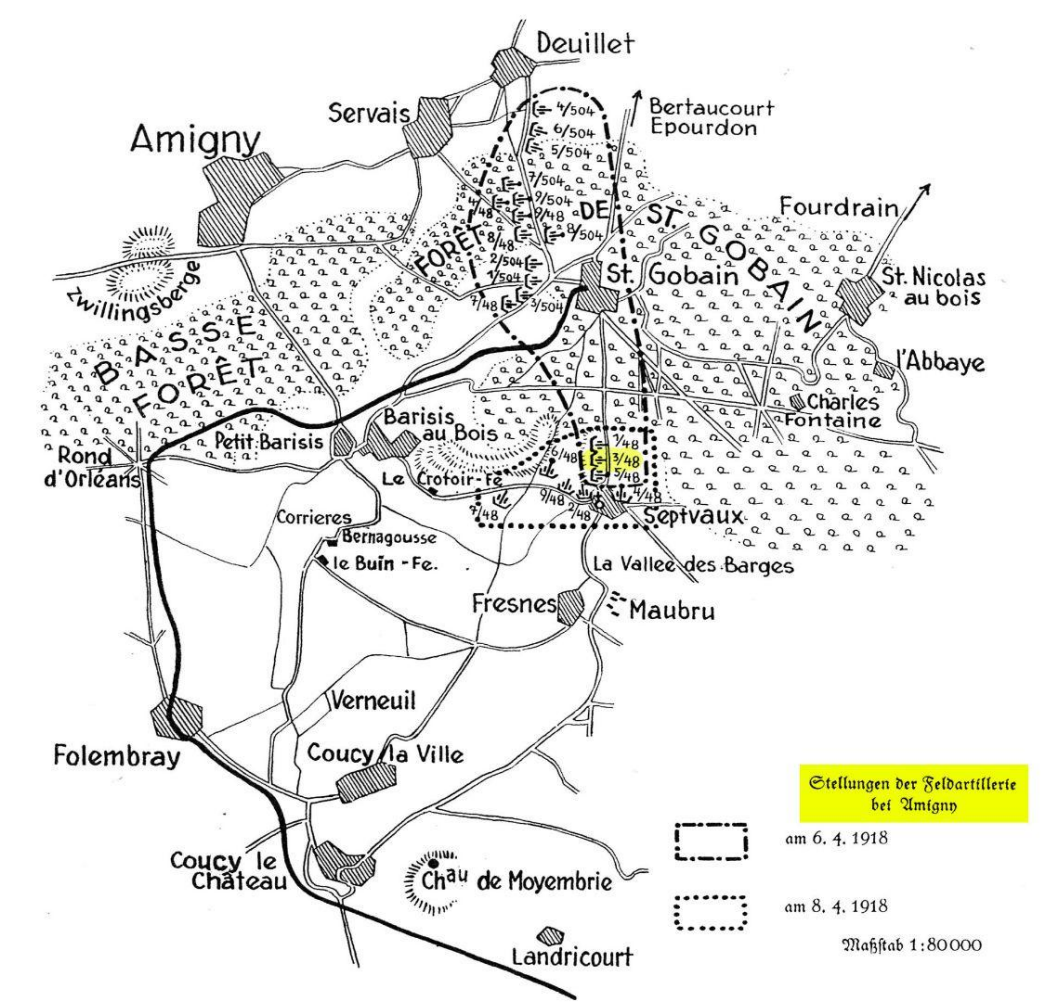 Deuillet
Servais
Amigny
Bertaucourt
Epourdon
4/504
6/504
5/504
7/504
4/48
9/504
9/48
8/504
8/48
2/504
1/504
7/48
3/504
FORÊT DE ST GOBAIN
Fourdrain
St. Gobain
St. Nicolas
au bois
Zwillingsberge
BASSE
FORÊT
l'Abbaye
Charles
Fontaine
Petit Barisis
Barisis
au Bois
Rond
d'Orléans
Le Crotoir-Fe
1/48
6/48
3/48
5/48
7/48
9/48
2/48
4/48
Septvaux
Corrieres
Bernagousse
le Buin-Fe.
La Vallee des Barges
Fresnes
Maubru
Verneuil
Folembray
Coucy la Ville
Stellungen der Feldartillerie
bei Amigny
am 6. 4. 1918
Coucy le
Château
Chau de Moyembrie
am 8. 4. 1918
Maßstab 1:80000
Landricourt